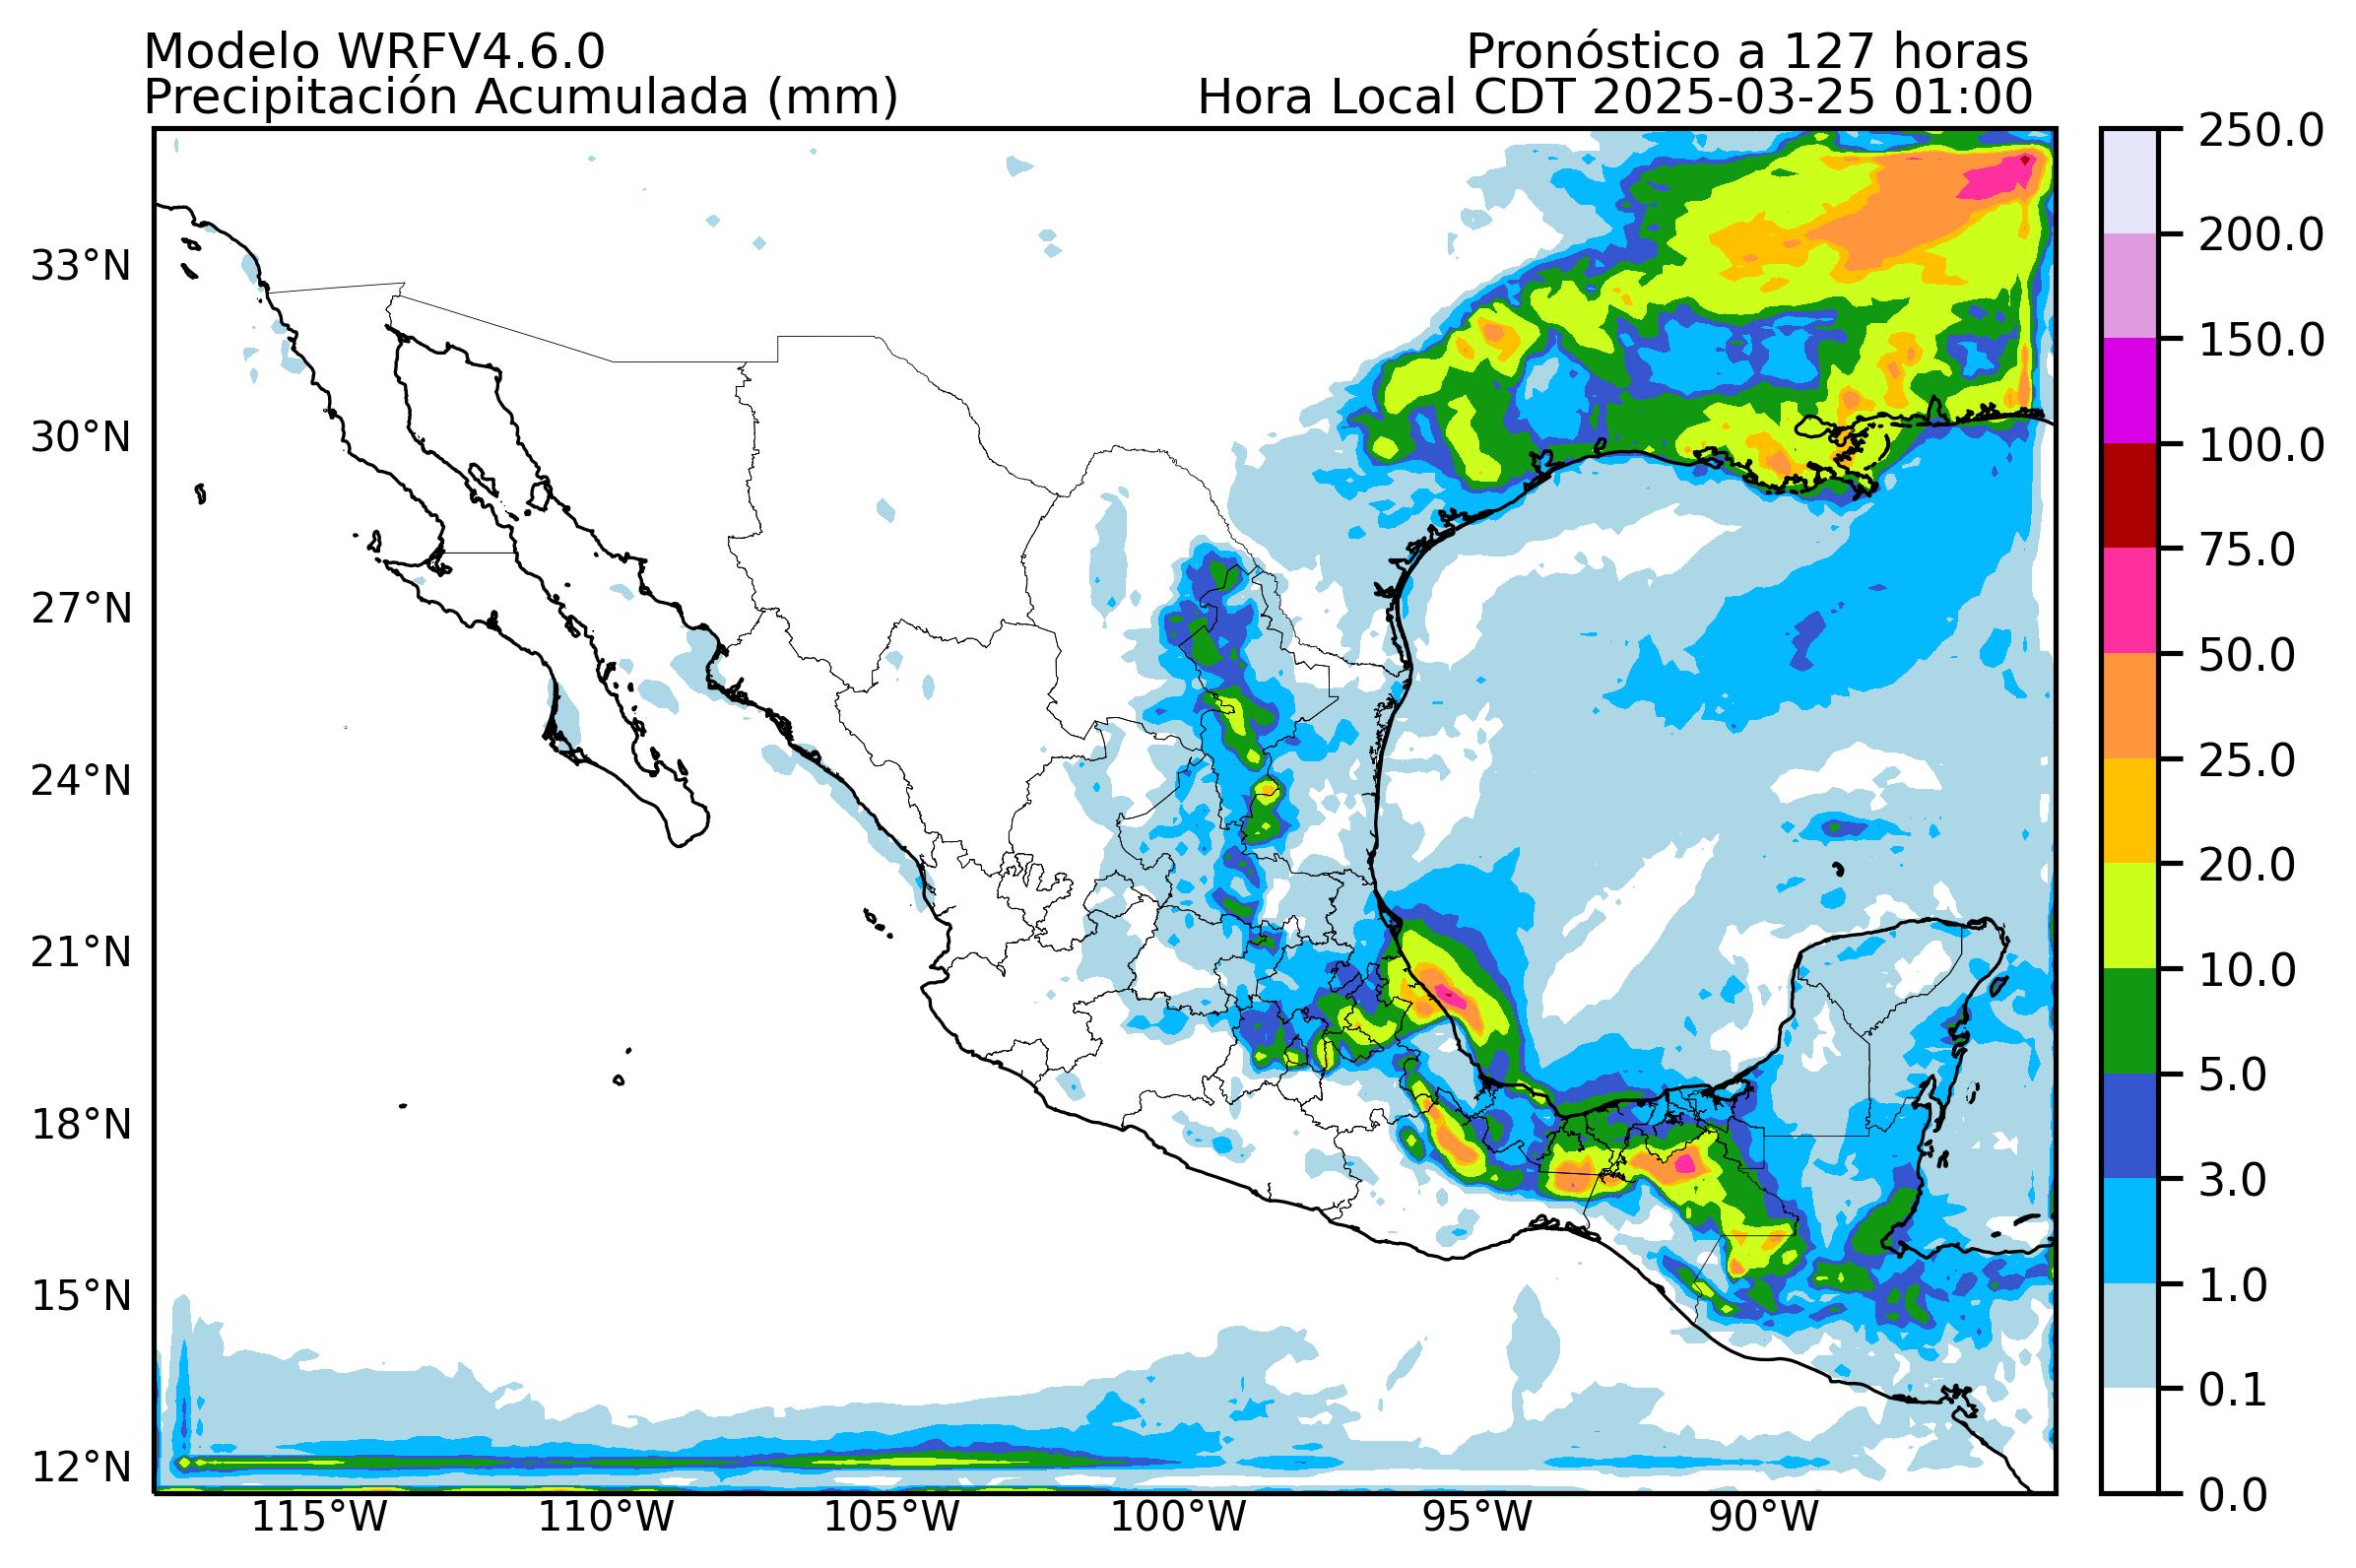 Modelo WRFV4.6.0
Pronóstico a 127 horas
Precipitación Acumulada (mm)
Hora Local CDT 2025-03-25 01:00
33°N
30°N
27°N
24°N
21°N
18°N
15°N
12°N
115°W
110°W
105°W
100°W
95°W
90°W
250.0
200.0
150.0
100.0
75.0
50.0
25.0
20.0
10.0
5.0
3.0
1.0
0.1
0.0